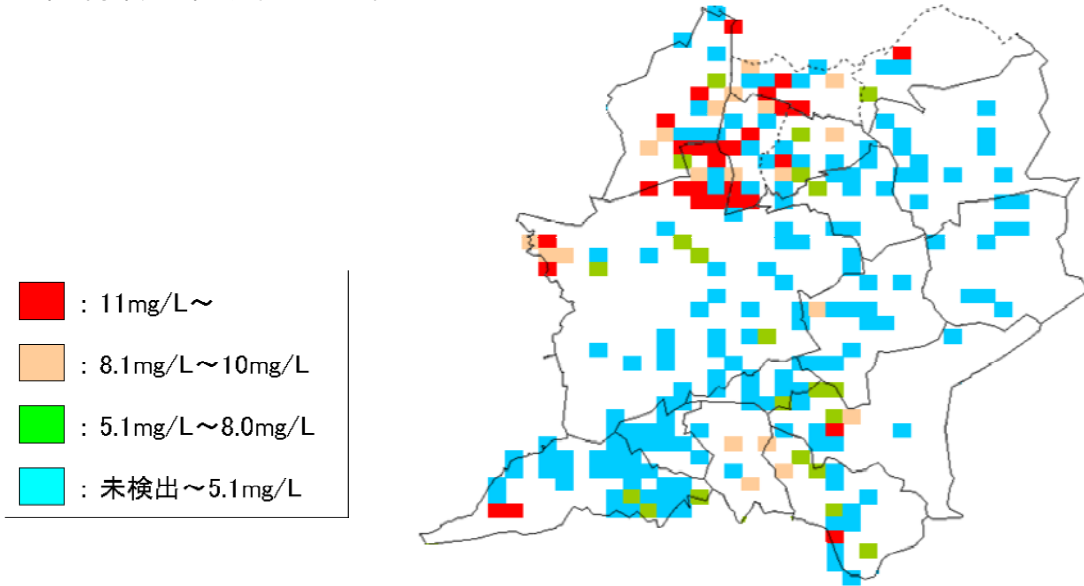 : 11mg/L～
: 8.1mg/L～10mg/L
: 5.1mg/L～8.0mg/L
: 未検出～5.1mg/L